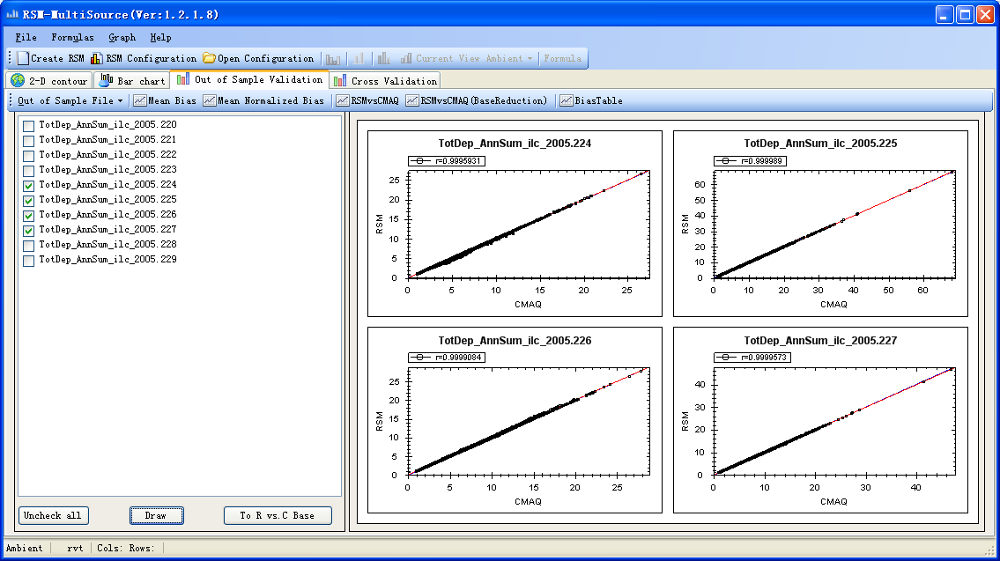 RSM-MultiSource(Ver:1.2.1.8)
File Formulas Graph Help
Create RSM RSM Configuration Open Configuration Current View Ambient Formula
2-D contour Bar chart Out of Sample Validation Cross Validation
Out of Sample File Mean Bias Mean Normalized Bias RSMvsCMAQ RSMvsCMAQ(BaseReduction) BiasTable
TotDep_AnnSum_ilc_2005.220
TotDep_AnnSum_ilc_2005.221
TotDep_AnnSum_ilc_2005.222
TotDep_AnnSum_ilc_2005.223
TotDep_AnnSum_ilc_2005.224
TotDep_AnnSum_ilc_2005.225
TotDep_AnnSum_ilc_2005.226
TotDep_AnnSum_ilc_2005.227
TotDep_AnnSum_ilc_2005.228
TotDep_AnnSum_ilc_2005.229
Uncheck all Draw To R vs.C Base
TotDep_AnnSum_ilc_2005.224
r=0.9995931
25
20
15
10
5
0
RSM
0 5 10 15 20 25
CMAQ
TotDep_AnnSum_ilc_2005.225
r=0.999989
60
50
40
30
20
10
0
RSM
0 10 20 30 40 50 60
CMAQ
TotDep_AnnSum_ilc_2005.226
r=0.9999084
25
20
15
10
5
0
RSM
0 5 10 15 20 25
CMAQ
TotDep_AnnSum_ilc_2005.227
r=0.9999573
40
30
20
10
0
RSM
0 10 20 30 40
CMAQ
Ambient rvt Cols: Rows: